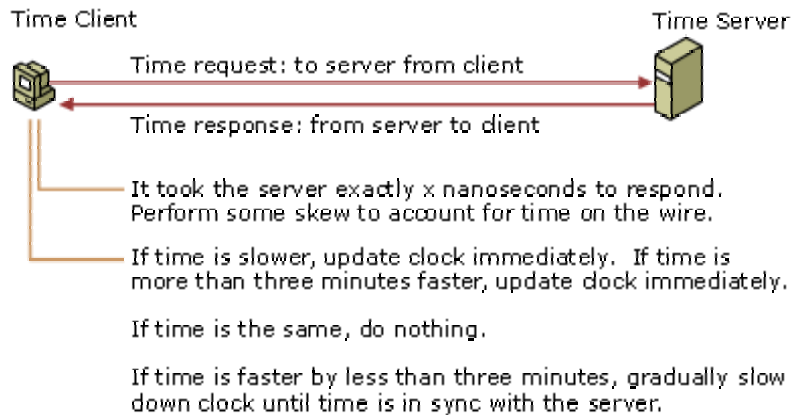 Time Client
Time Server
Time request: to server from client
Time response: from server to client
It took the server exactly x nanoseconds to respond.
Perform some skew to account for time on the wire.
If time is slower, update clock immediately. If time is
more than three minutes faster, update clock immediately.
If time is the same, do nothing.
If time is faster by less than three minutes, gradually slow
down clock until time is in sync with the server.